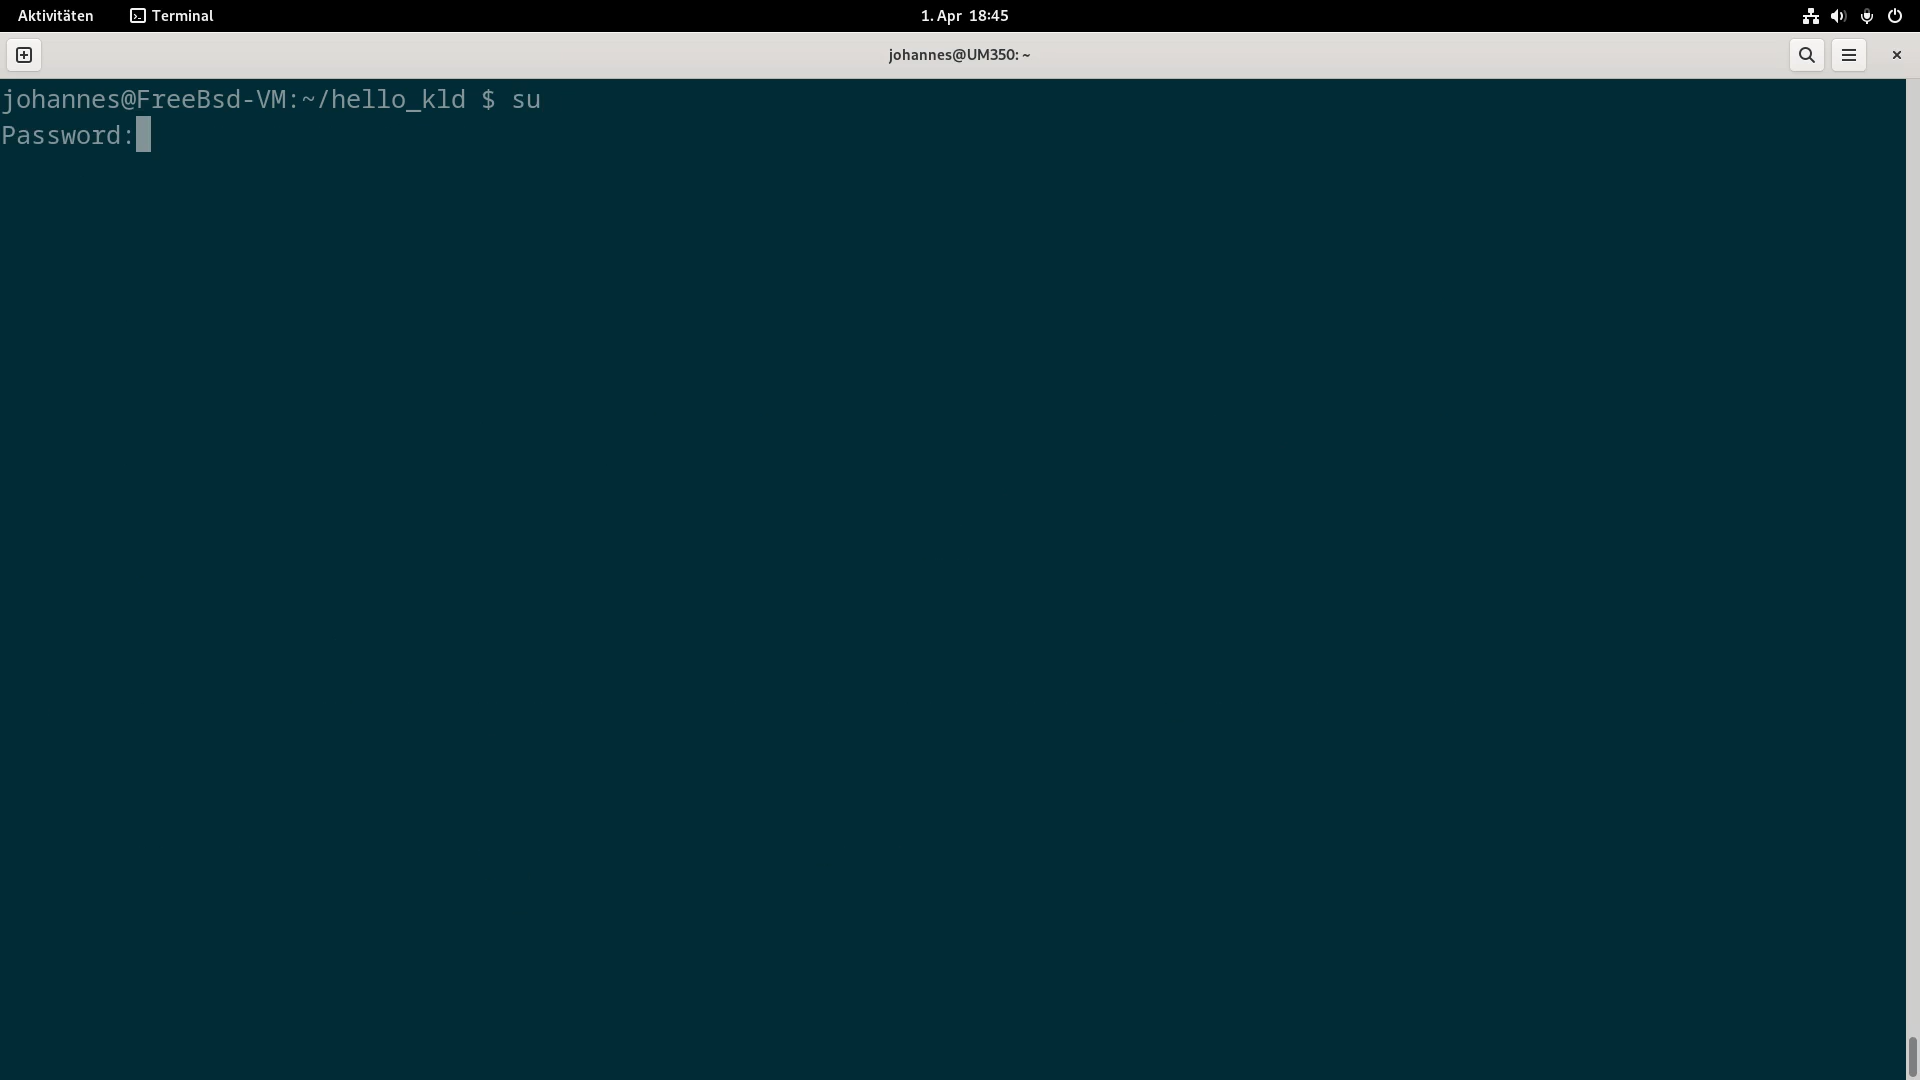 Aktivitäten Terminal 1. Apr 18:45
johannes@UM350: ~
johannes@FreeBsd-VM:~/hello_kld $ su
Password: